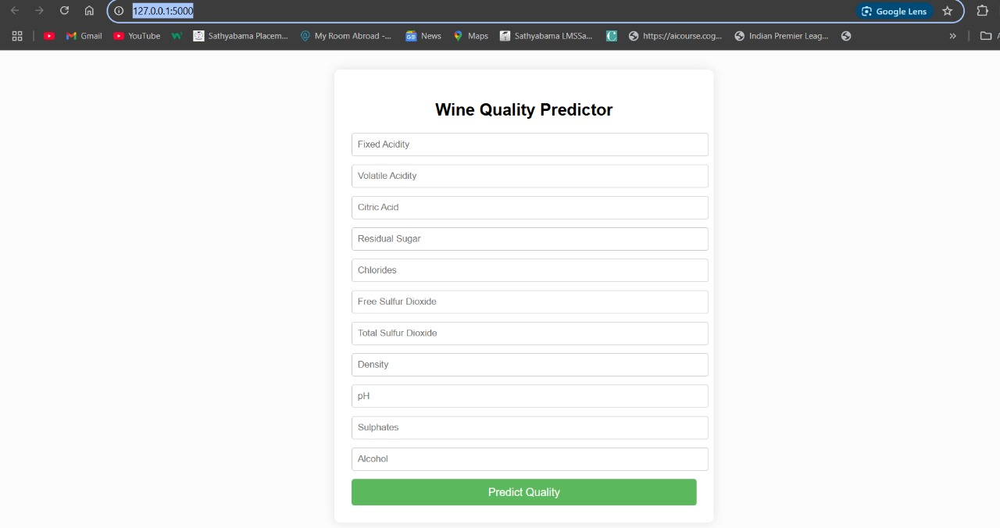 127.0.0.1:5000 Google Lens
Gmail YouTube Sathyabama Placem... My Room Abroad -... GE News Maps Sathyabama LMSSa... C https://aicourse.cog... Indian Premier Leag... »
Wine Quality Predictor
Fixed Acidity
Volatile Acidity
Citric Acid
Residual Sugar
Chlorides
Free Sulfur Dioxide
Total Sulfur Dioxide
Density
pH
Sulphates
Alcohol
Predict Quality